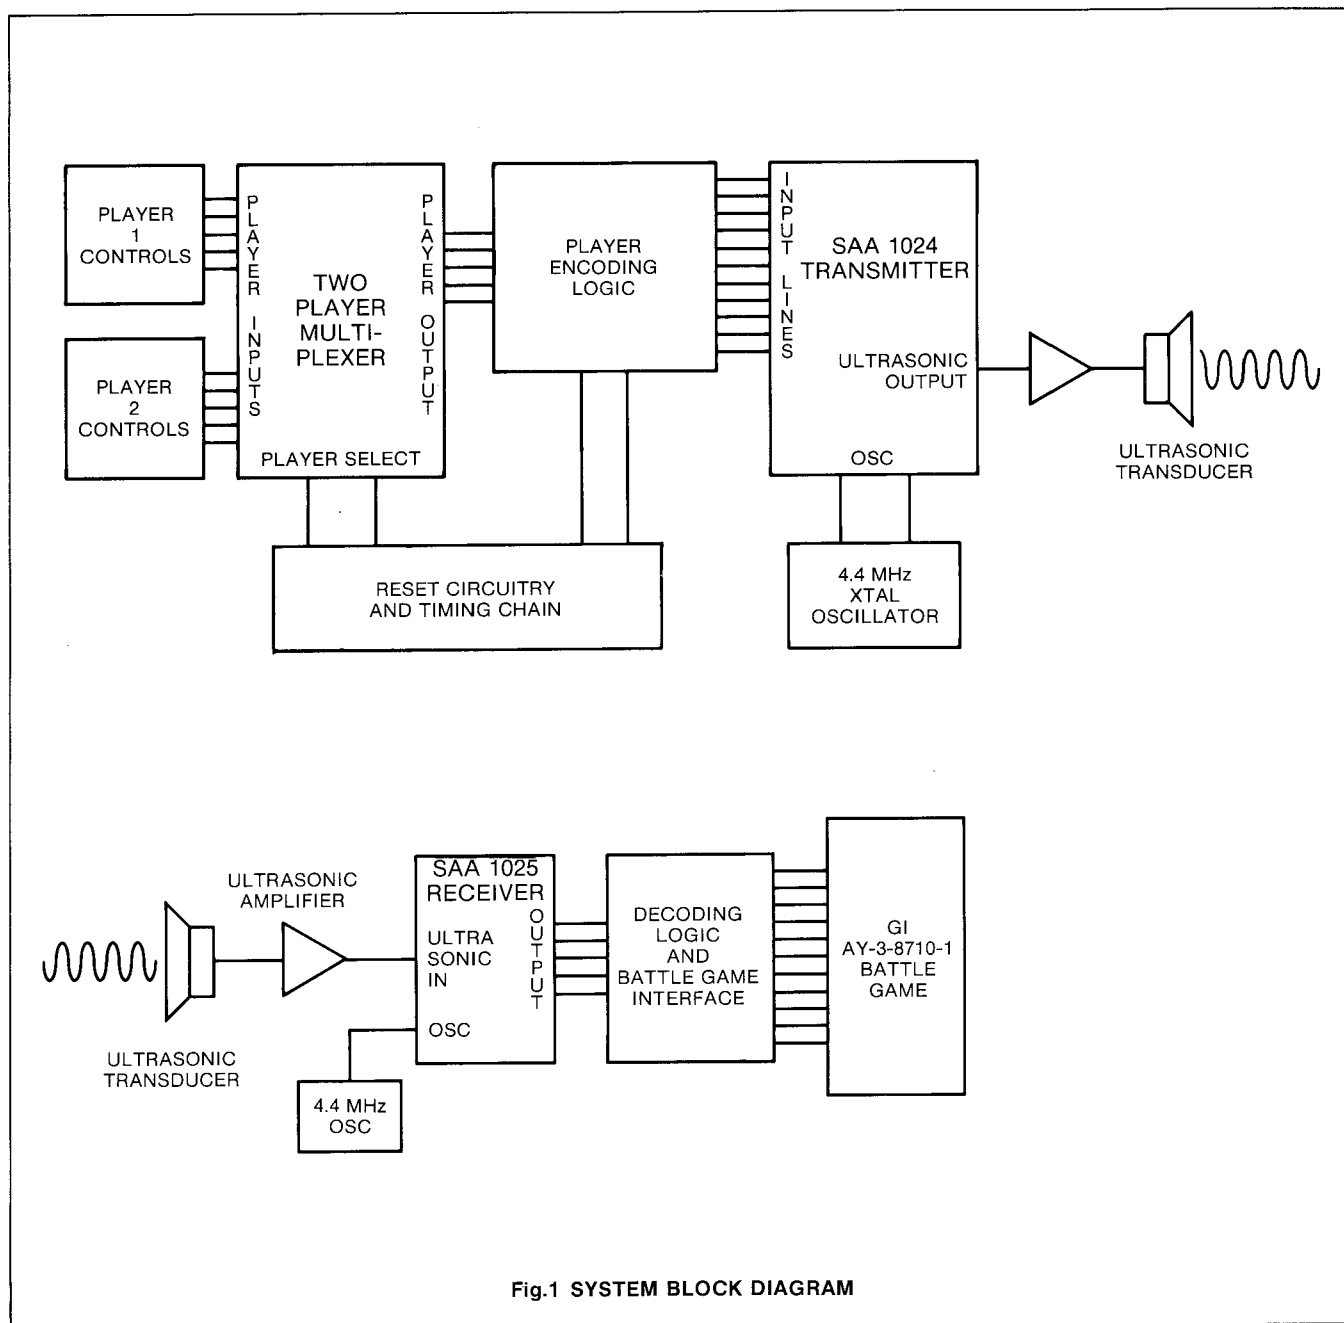 PLAYER
1
CONTROLS
PLAYER
2
CONTROLS
PLAYER INPUTS
TWO
PLAYER
MULTI-
PLEXER
PLAYER OUTPUT
PLAYER SELECT
PLAYER
ENCODING
LOGIC
INPUT LINES
SAA 1024
TRANSMITTER
ULTRASONIC
OUTPUT
OSC
ULTRASONIC
TRANSDUCER
RESET CIRCUITRY
AND TIMING CHAIN
4.4 MHz
XTAL
OSCILLATOR
ULTRASONIC
TRANSDUCER
ULTRASONIC
AMPLIFIER
SAA 1025
RECEIVER
ULTRA
SONIC
IN
OUTPUT
OSC
4.4 MHz
OSC
DECODING
LOGIC
AND
BATTLE GAME
INTERFACE
GI
AY-3-8710-1
BATTLE
GAME
Fig.1 SYSTEM BLOCK DIAGRAM